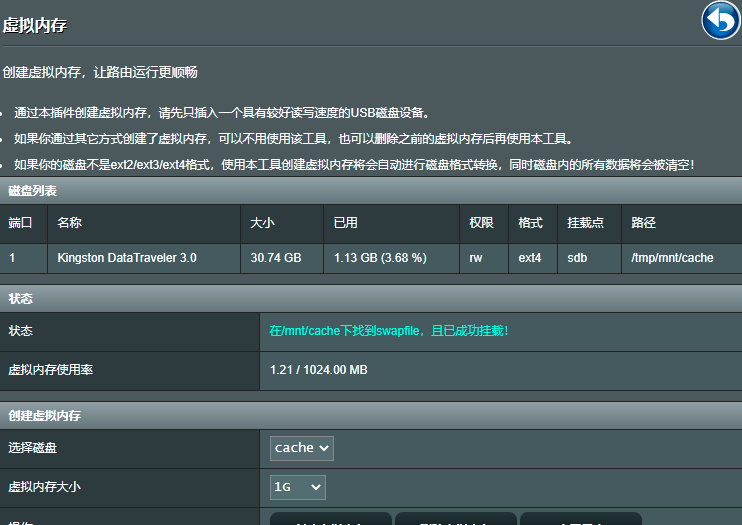 虚拟内存
创建虚拟内存，让路由运行更顺畅
通过本插件创建虚拟内存，请先只插入一个具有较好读写速度的USB磁盘设备。
如果你通过其它方式创建了虚拟内存，可以不用使用该工具，也可以删除之前的虚拟内存后再使用本工具。
如果你的磁盘不是ext2/ext3/ext4格式，使用本工具创建虚拟内存将会自动进行磁盘格式转换，同时磁盘内的所有数据将会被清空！
磁盘列表
端口 名称 大小 已用 权限 格式 挂载点 路径
1 Kingston DataTraveler 3.0 30.74 GB 1.13 GB (3.68 %) rw ext4 sdb /tmp/mnt/cache
状态
状态 在/mnt/cache下找到swapfile，且已成功挂载！
虚拟内存使用率 1.21 / 1024.00 MB
创建虚拟内存
选择磁盘 cache
虚拟内存大小 1G